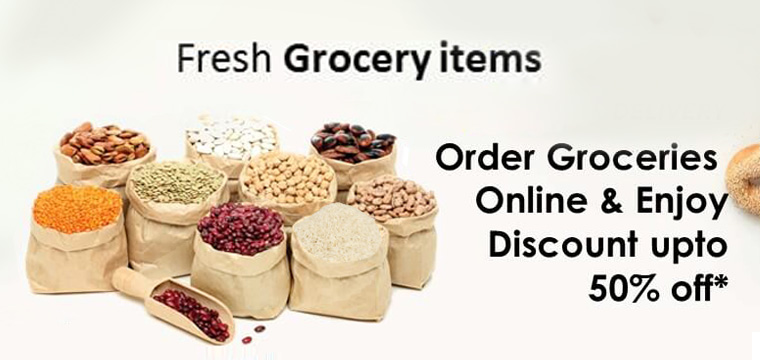 Fresh Grocery items
Order Groceries
Online & Enjoy
Discount upto
50% off*